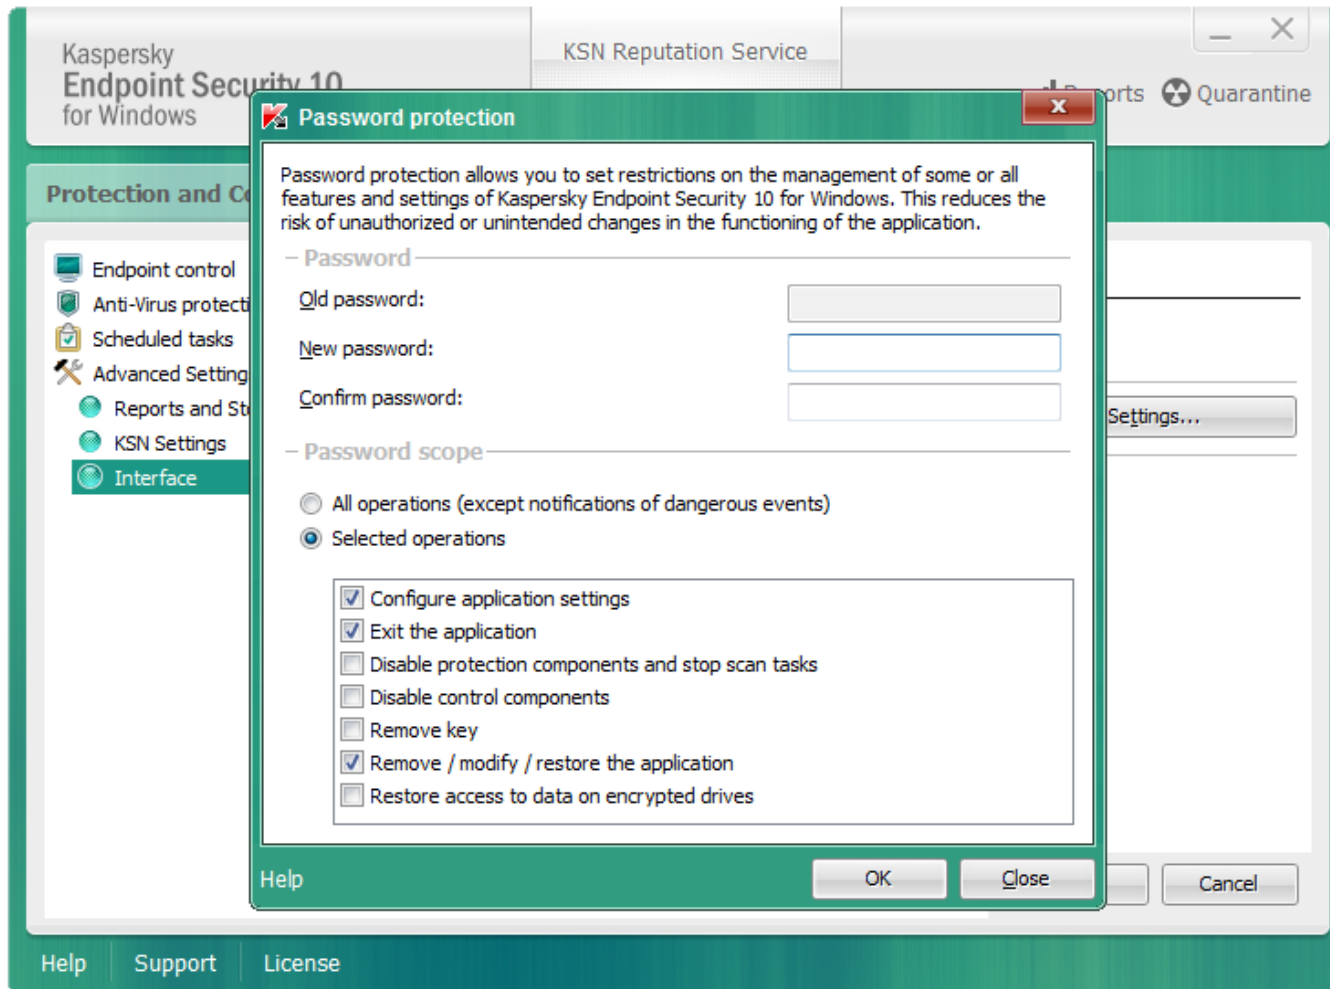 Kaspersky
Endpoint Security 10
for Windows
KSN Reputation Service
Quarantine
Password protection
Password protection allows you to set restrictions on the management of some or all
features and settings of Kaspersky Endpoint Security 10 for Windows. This reduces the
risk of unauthorized or unintended changes in the functioning of the application.
Protection and
Endpoint control
Anti-Virus protecti
Scheduled tasks
Advanced Setting
Reports and St
KSN Settings
Interface
Password
Old password:
New password:
Confirm password:
Settings...
Password scope
All operations (except notifications of dangerous events)
Selected operations
Configure application settings
Exit the application
Disable protection components and stop scan tasks
Disable control components
Remove key
Remove / modify / restore the application
Restore access to data on encrypted drives
Help
OK
Close
Cancel
Help
Support
License